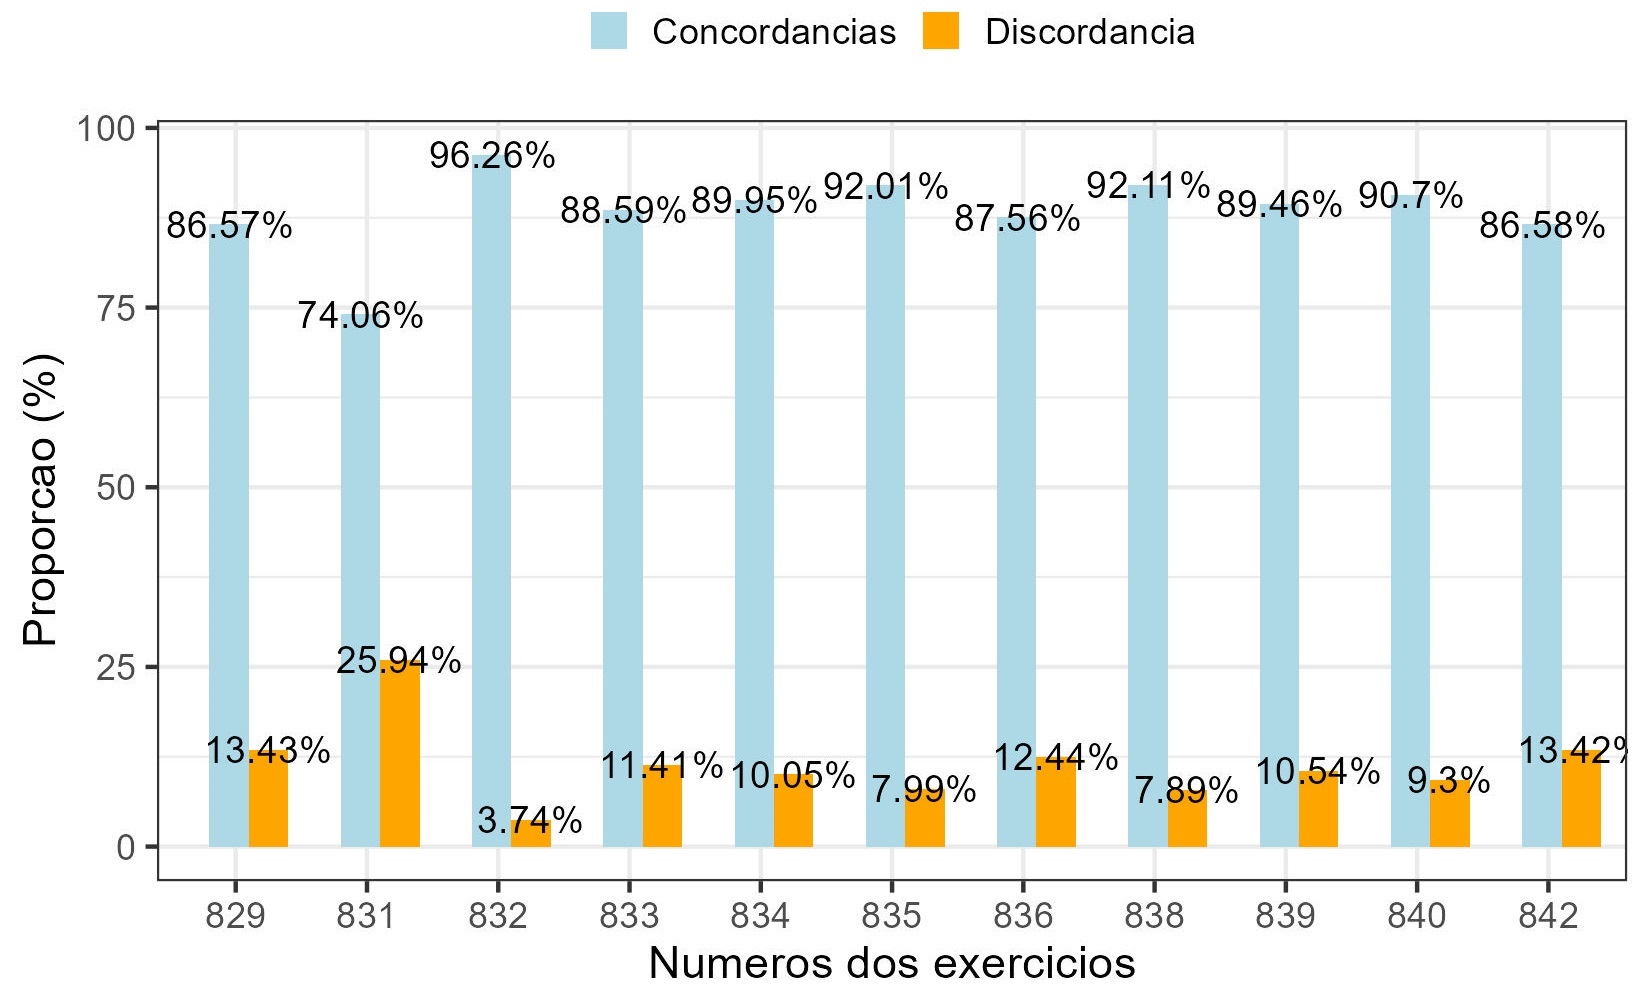 Concordancias Discordancia
100
75
50
25
0
Proporcao (%)
86.57% 74.06% 96.26% 88.59% 89.95% 92.01% 87.56% 92.11% 89.46% 90.7% 86.58%
13.43% 25.94% 3.74% 11.41% 10.05% 7.99% 12.44% 7.89% 10.54% 9.3% 13.42%
829 831 832 833 834 835 836 838 839 840 842
Numeros dos exercicios